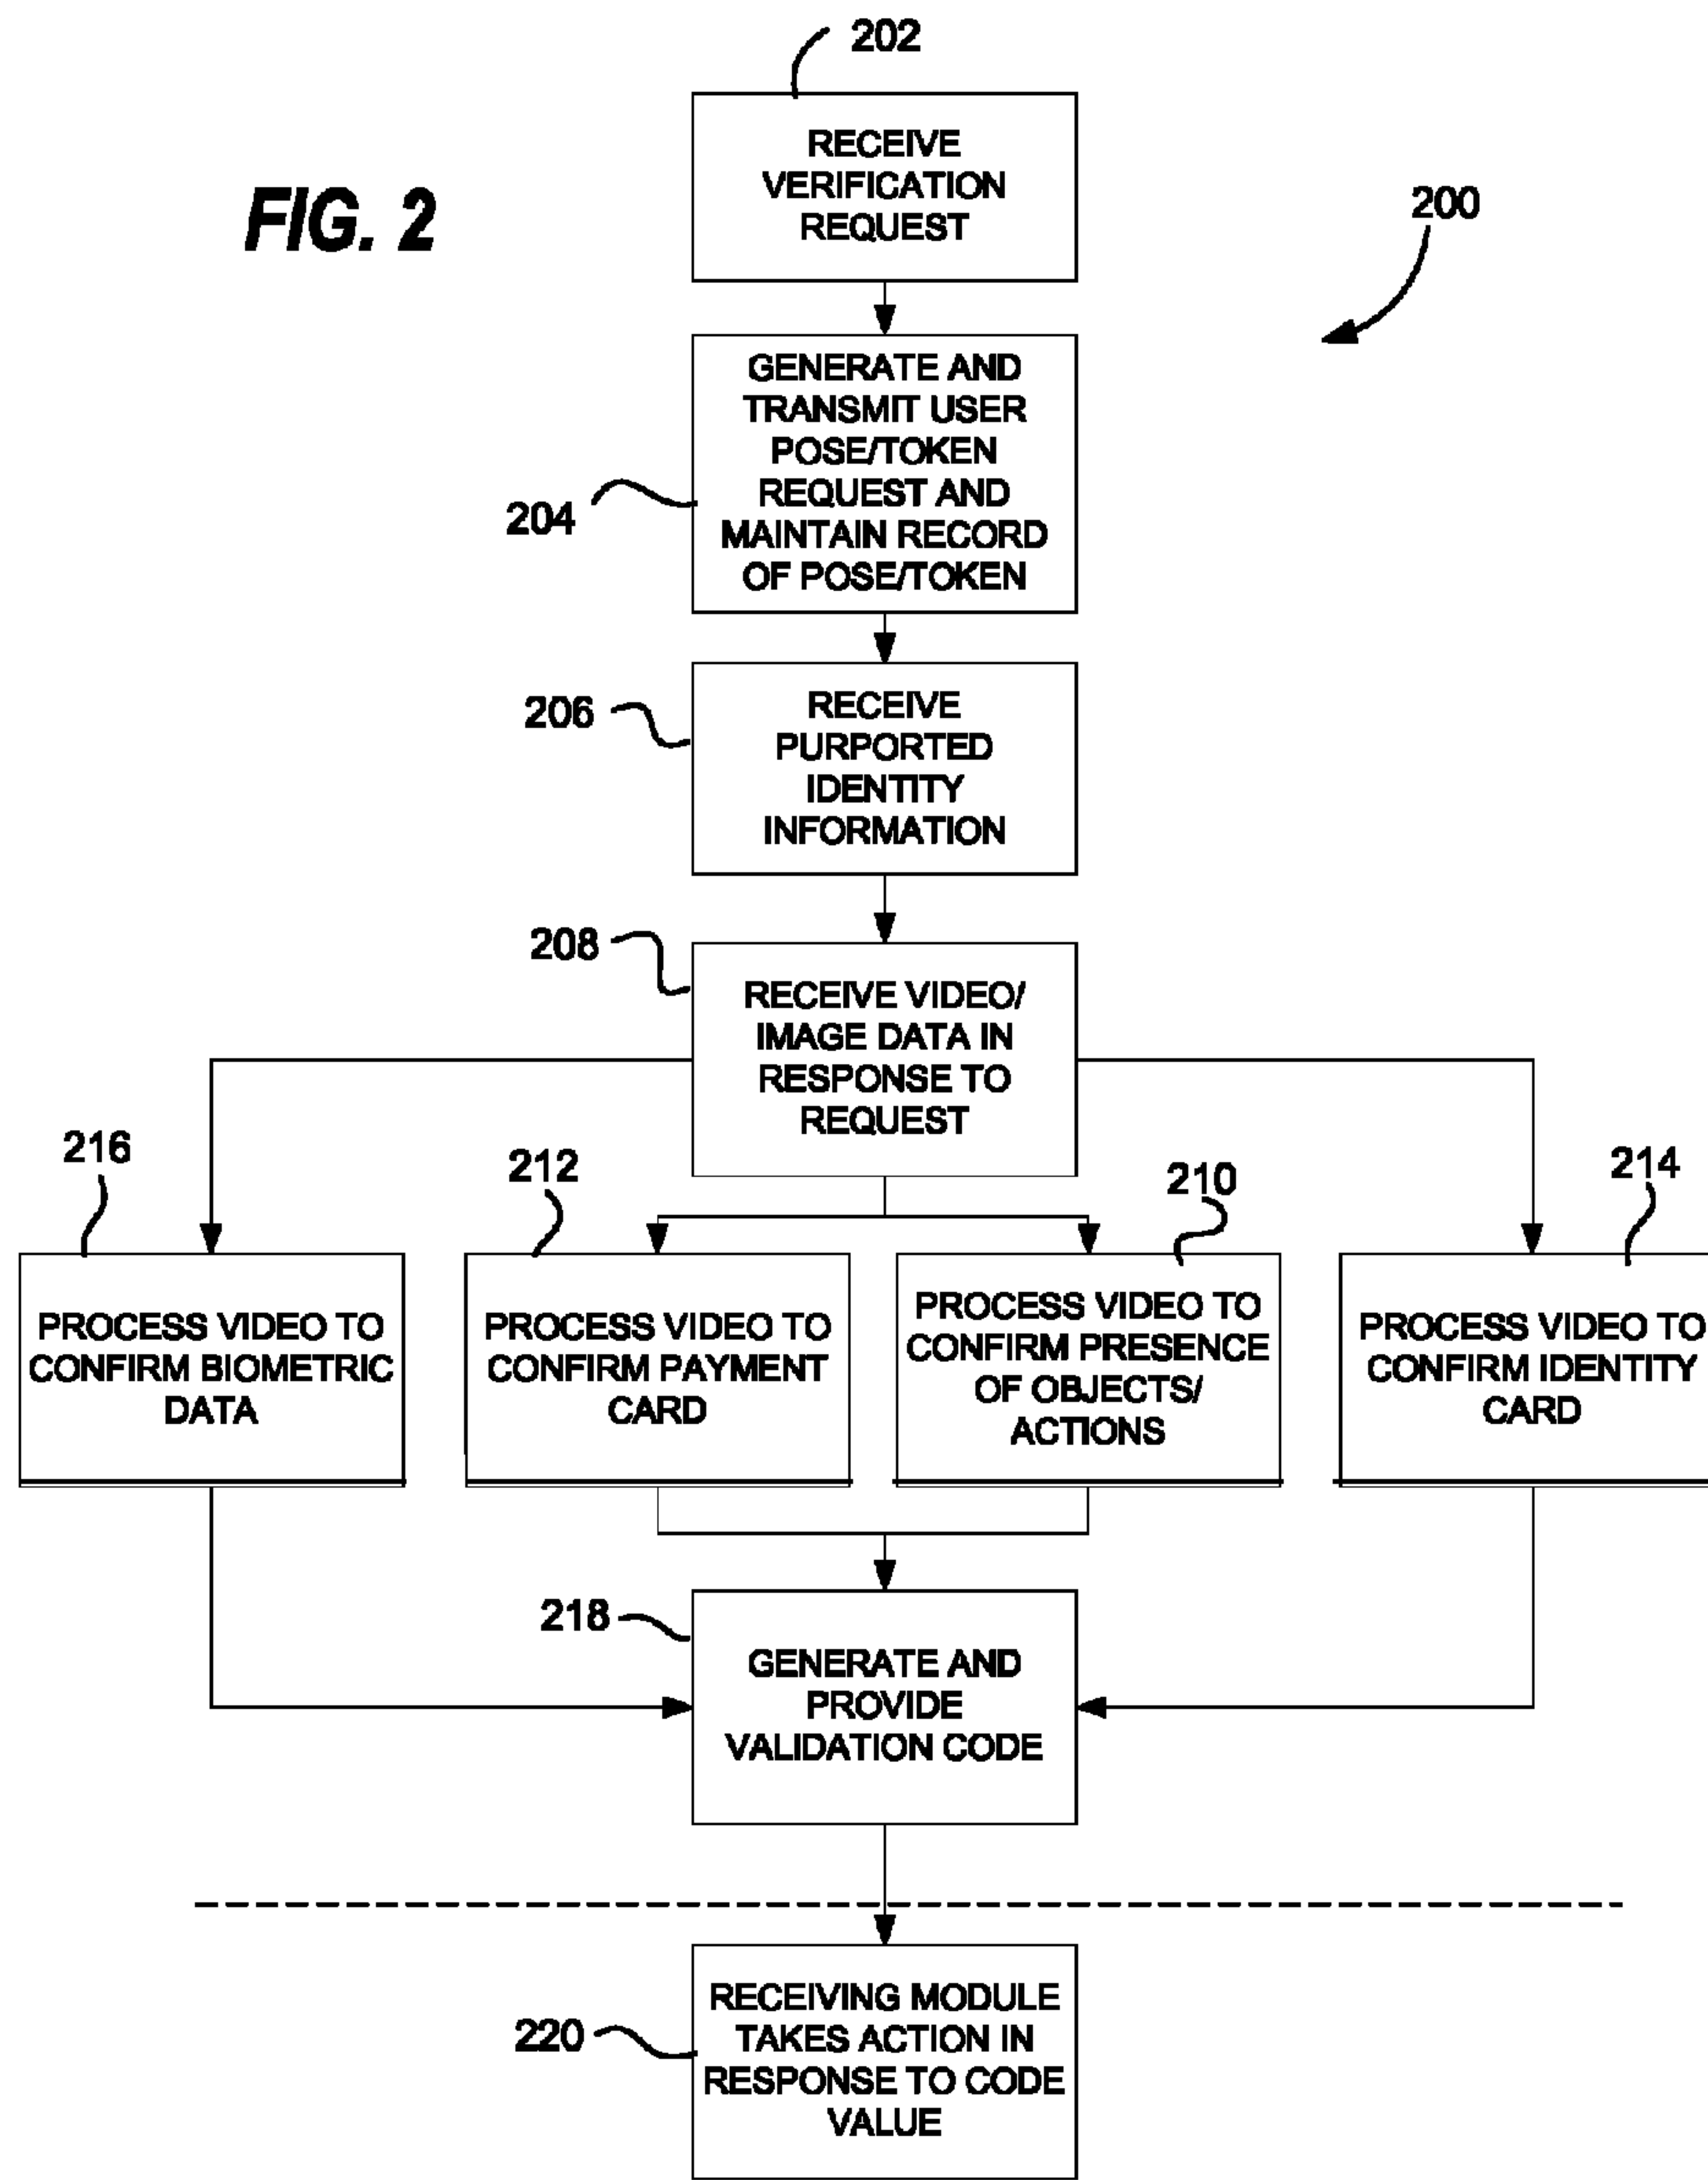 202
RECEIVE
VERIFICATION
REQUEST
FIG. 2
200
GENERATE AND
TRANSMIT USER
POSE/TOKEN
REQUEST AND
MAINTAIN RECORD
OF POSE/TOKEN
204
206
RECEIVE
PURPORTED
IDENTITY
INFORMATION
208
RECEIVE VIDEO/
IMAGE DATA IN
RESPONSE TO
REQUEST
216
212
210
214
PROCESS VIDEO TO
CONFIRM BIOMETRIC
DATA
PROCESS VIDEO TO
CONFIRM PAYMENT
CARD
PROCESS VIDEO TO
CONFIRM PRESENCE
OF OBJECTS/
ACTIONS
PROCESS VIDEO TO
CONFIRM IDENTITY
CARD
218
GENERATE AND
PROVIDE
VALIDATION CODE
220
RECEIVING MODULE
TAKES ACTION IN
RESPONSE TO CODE
VALUE